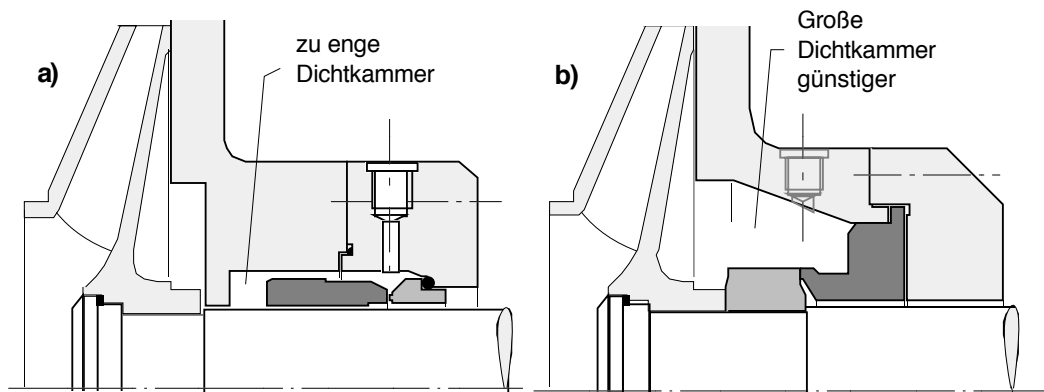 a)
zu enge
Dichtkammer
b)
Große
Dichtkammer
günstiger